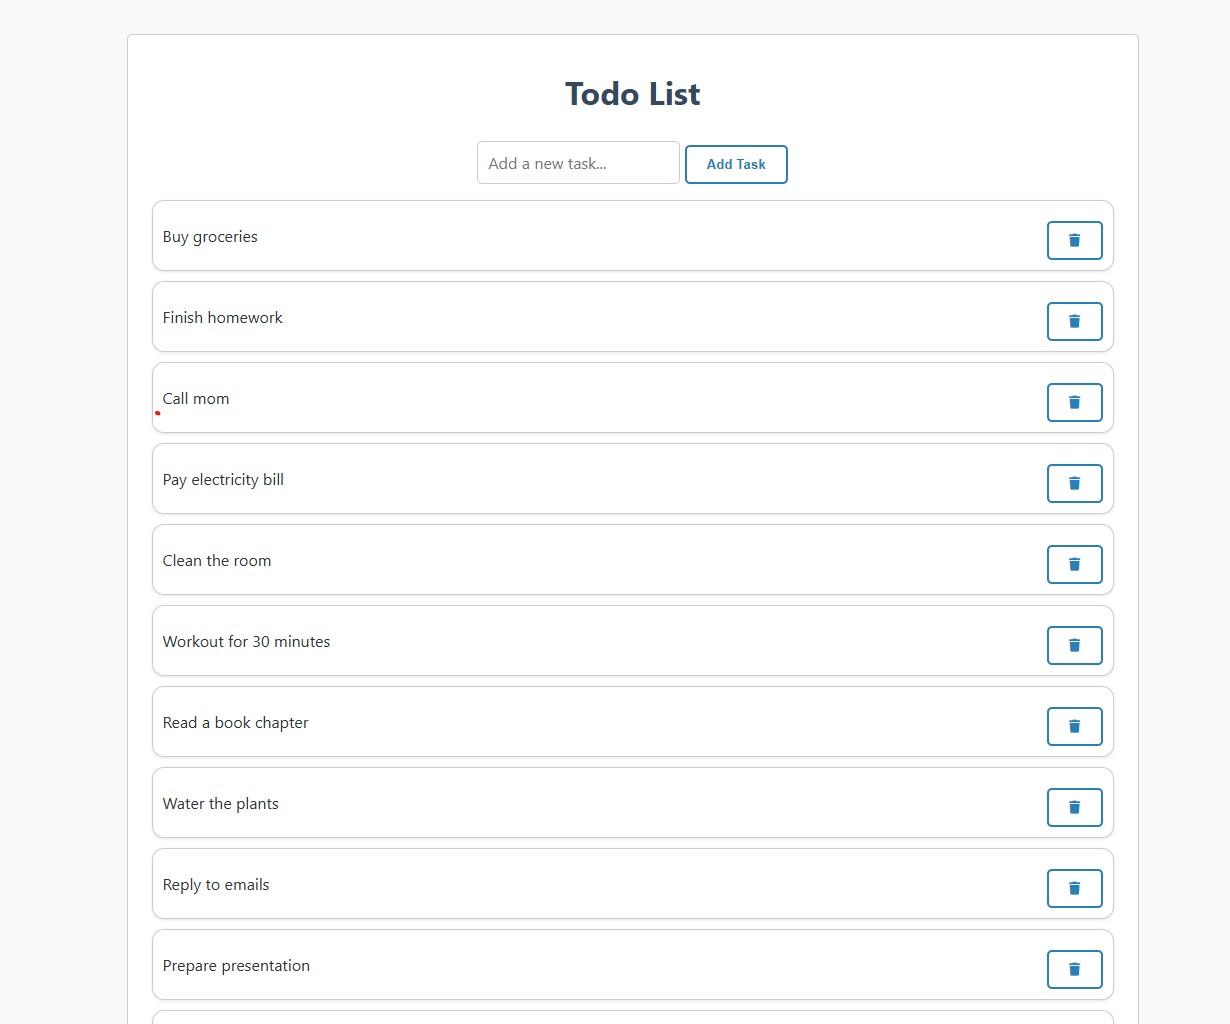 Todo List
Add a new task...
Add Task
Buy groceries
Finish homework
Call mom
Pay electricity bill
Clean the room
Workout for 30 minutes
Read a book chapter
Water the plants
Reply to emails
Prepare presentation